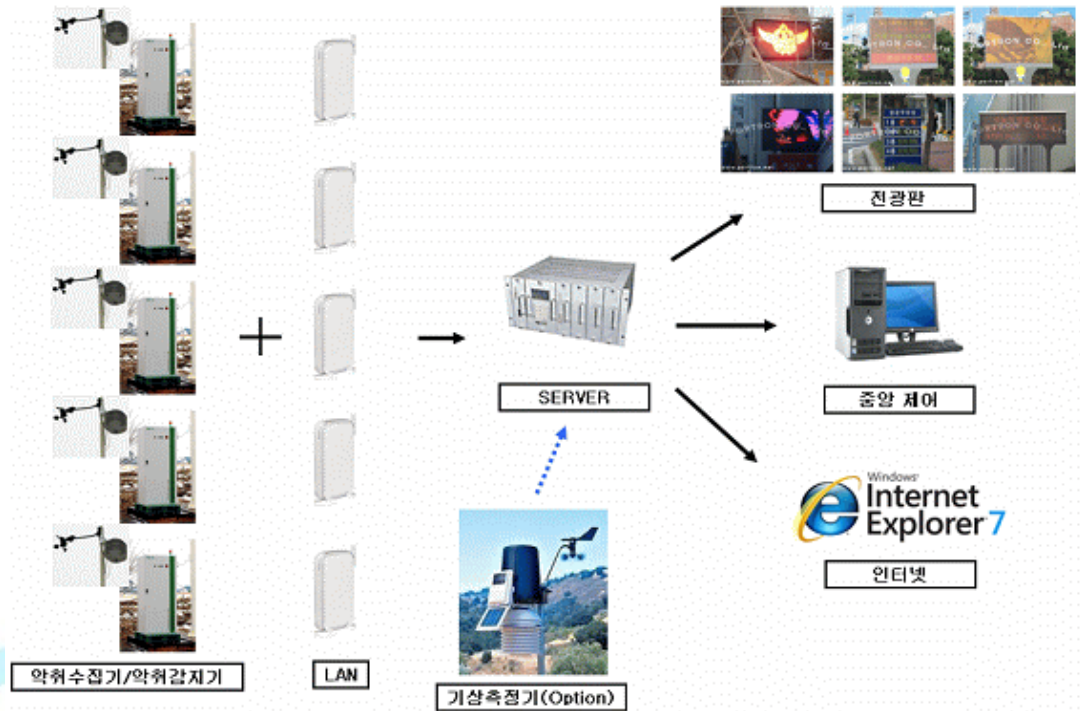 전광판
SERVER
중앙 제어
Windows
Internet
Explorer 7
인터넷
악취수집기/악취감지기
LAN
기상측정기(Option)